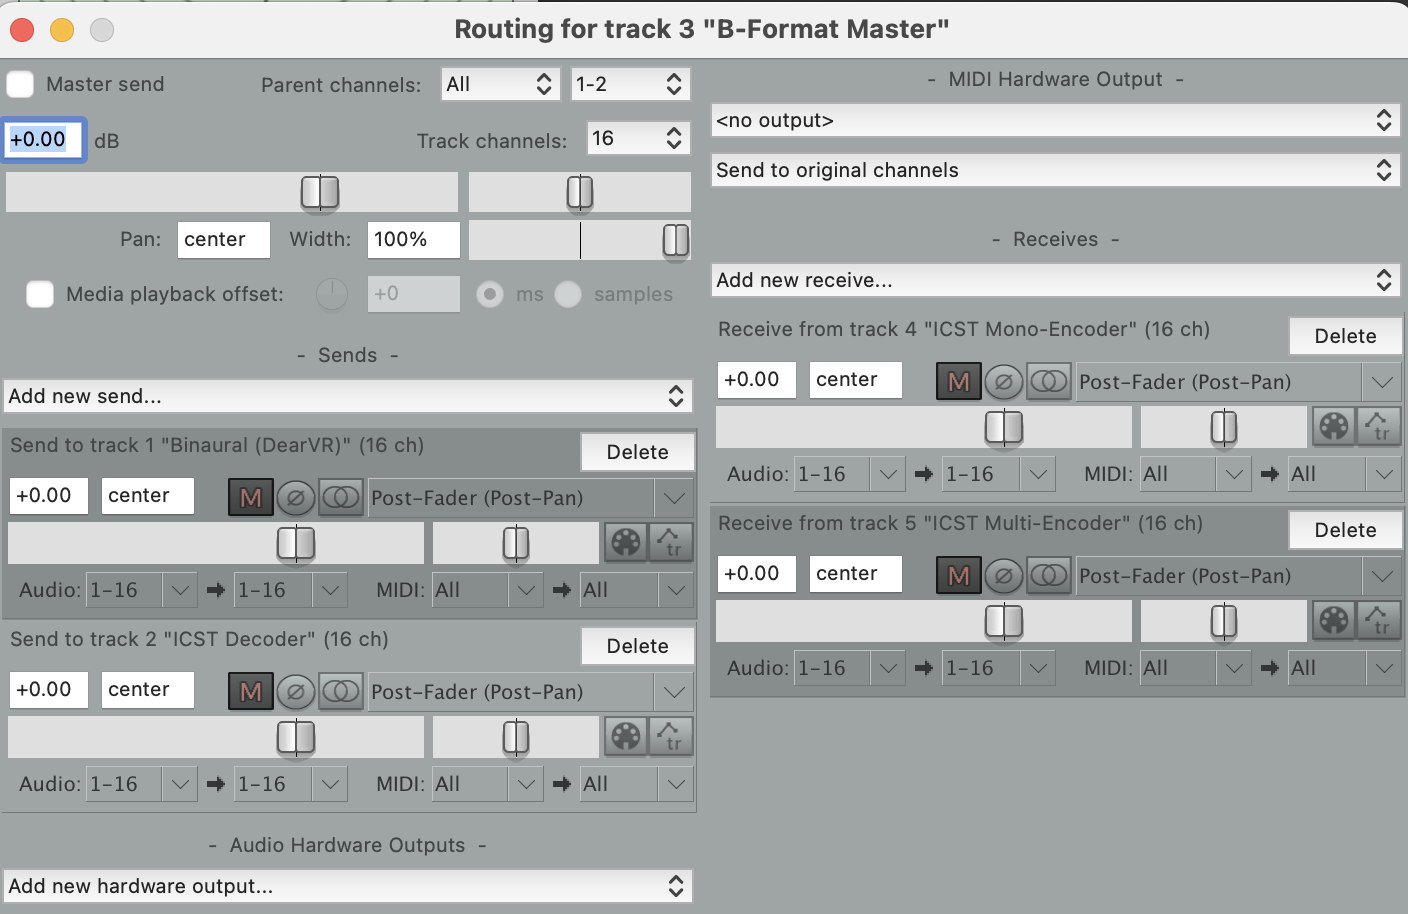 Routing for track 3 "B-Format Master"
Master send
Parent channels: All 1-2
+0.00 dB
Track channels: 16
Pan: center Width: 100%
Media playback offset: +0 ms samples
- Sends -
Add new send...
Send to track 1 "Binaural (DearVR)" (16 ch)
Delete
+0.00 center M Post-Fader (Post-Pan)
tr
Audio: 1-16 1-16 MIDI: All All
Send to track 2 "ICST Decoder" (16 ch)
Delete
+0.00 center M Post-Fader (Post-Pan)
tr
Audio: 1-16 1-16 MIDI: All All
- Audio Hardware Outputs -
Add new hardware output...
- MIDI Hardware Output -
<no output>
Send to original channels
- Receives -
Add new receive...
Receive from track 4 "ICST Mono-Encoder" (16 ch)
Delete
+0.00 center M Post-Fader (Post-Pan)
tr
Audio: 1-16 1-16 MIDI: All All
Receive from track 5 "ICST Multi-Encoder" (16 ch)
Delete
+0.00 center M Post-Fader (Post-Pan)
tr
Audio: 1-16 1-16 MIDI: All All